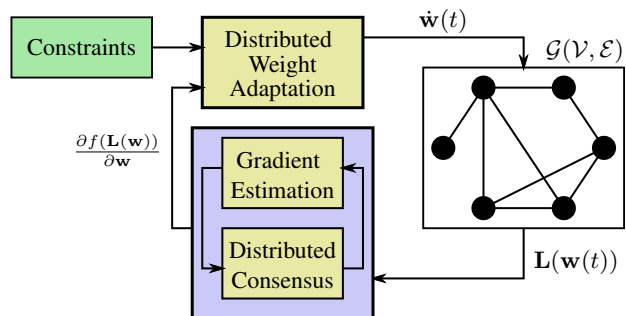 Constraints
Distributed
Weight
Adaptation
ẇ(t)
𝒢(𝒱, ℰ)
∂f(L(w))
∂w
Gradient
Estimation
Distributed
Consensus
L(w(t))